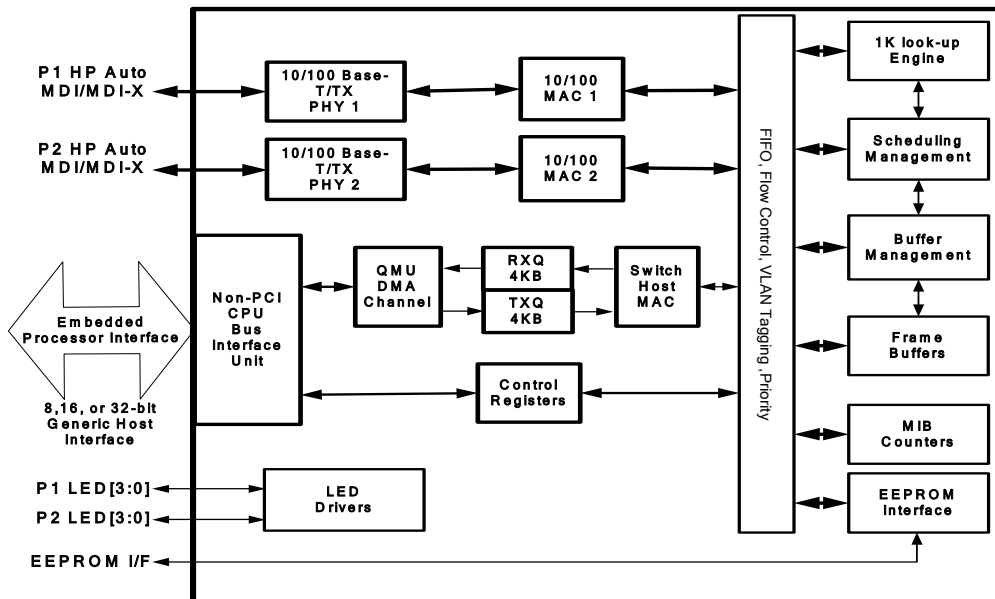 P1 HP Auto
MDI/MDI-X
10/100 Base-
T/TX
PHY 1
10/100
MAC 1
1K look-up
Engine
P2 HP Auto
MDI/MDI-X
10/100 Base-
T/TX
PHY 2
10/100
MAC 2
Scheduling
Management
FIFO, Flow Control, VLAN Tagging ,Priority
Buffer
Management
Embedded
Processor Interface
8,16, or 32-bit
Generic Host
Interface
Non-PCI
CPU
Bus
Interface
Unit
QMU
DMA
Channel
RXQ
4KB
TXQ
4KB
Switch
Host
MAC
Frame
Buffers
Control
Registers
MIB
Counters
P1 LED[3:0]
P2 LED[3:0]
LED
Drivers
EEPROM
Interface
EEPROM I/F